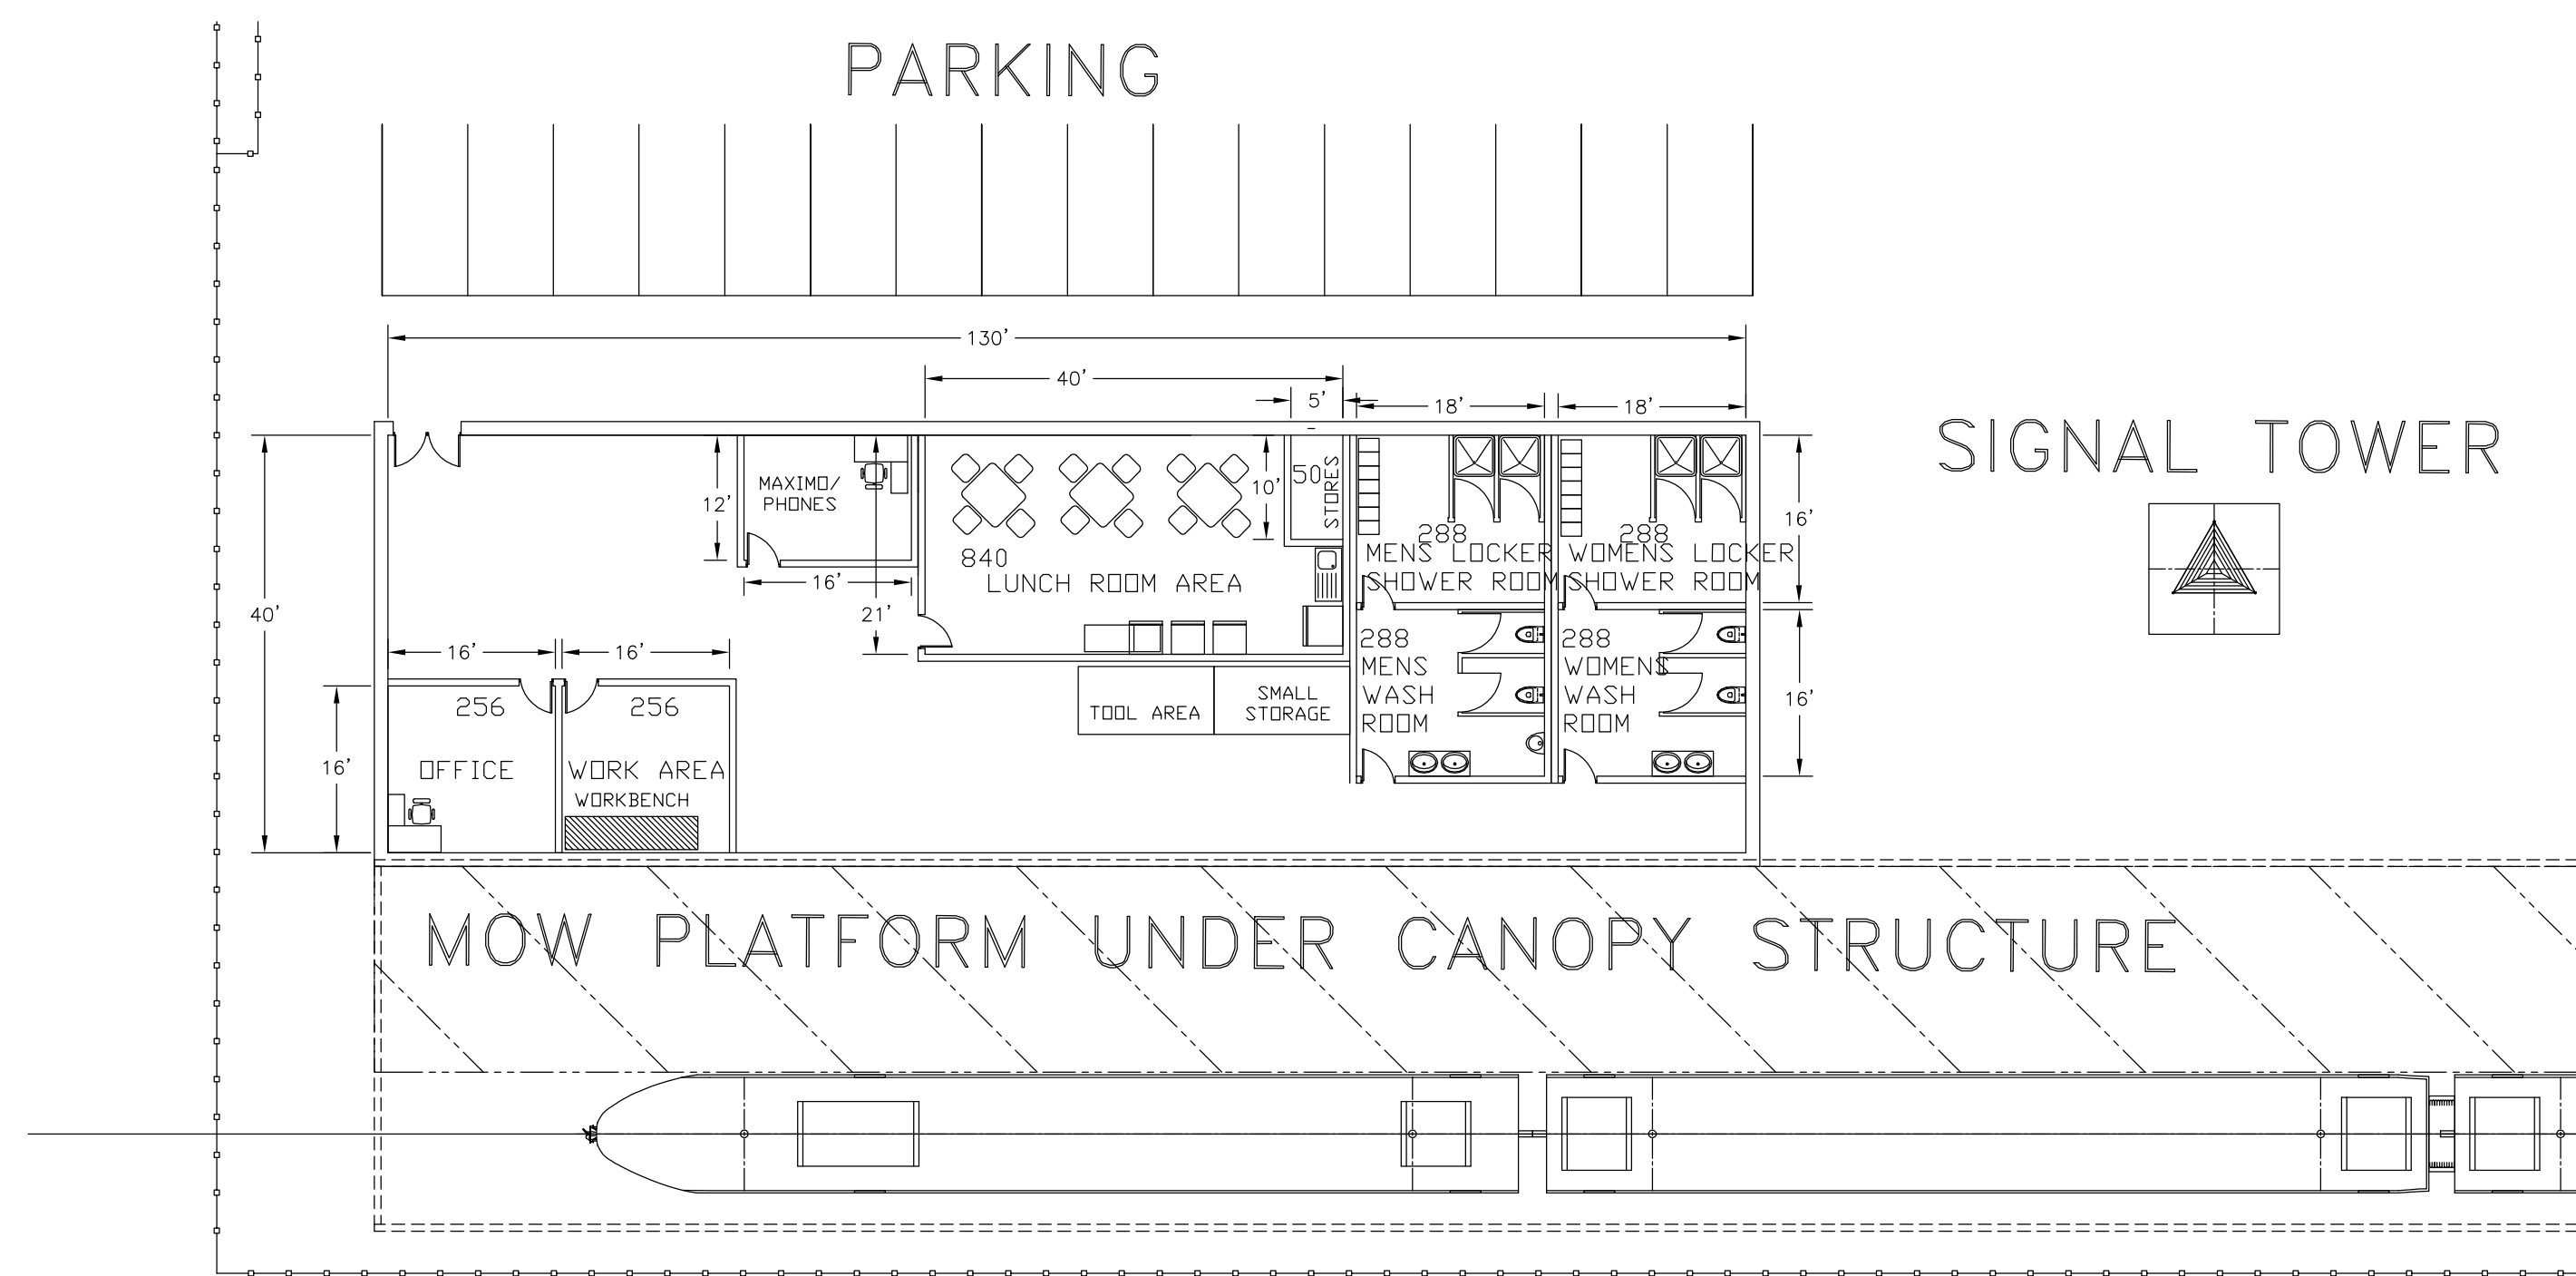 PARKING
130'
40'
5'
18'
18'
SIGNAL TOWER
MAXIMO/
PHONES
12'
16'
21'
10'
50
STORES
840
LUNCH ROOM AREA
288
MENS LOCKER
SHOWER ROOM
288
WOMENS LOCKER
SHOWER ROOM
16'
40'
16'
16'
288
MENS
WASH
ROOM
288
WOMENS
WASH
ROOM
16'
256
256
TOOL AREA
SMALL
STORAGE
16'
OFFICE
WORK AREA
WORKBENCH
MOW PLATFORM UNDER CANOPY STRUCTURE